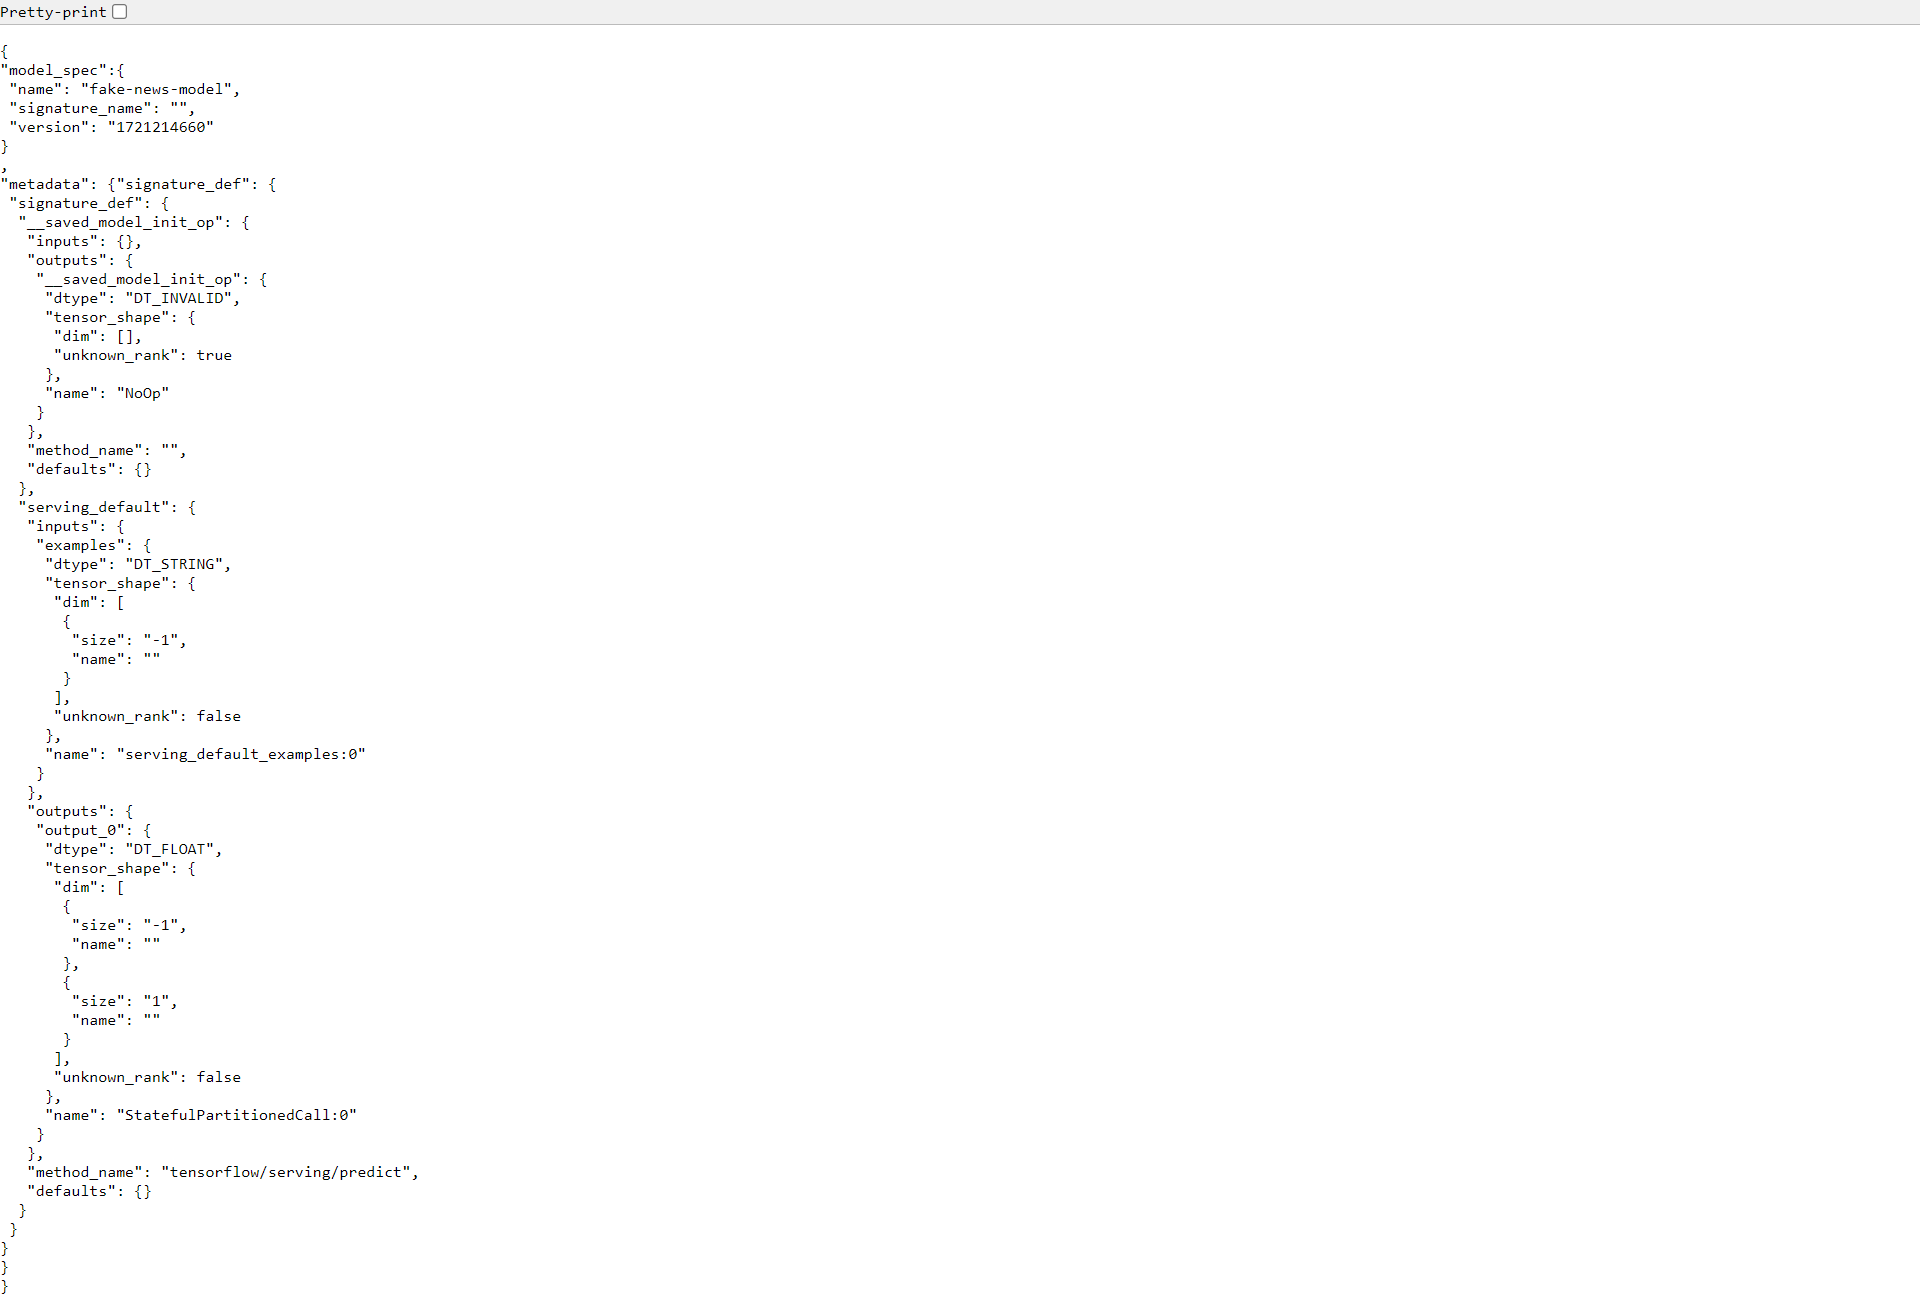 Pretty-print
{
"model_spec":{
 "name": "fake-news-model",
 "signature_name": "",
 "version": "1721214660"
}
,
"metadata": {"signature_def": {
 "signature_def": {
  "__saved_model_init_op": {
   "inputs": {},
   "outputs": {
    "__saved_model_init_op": {
     "dtype": "DT_INVALID",
     "tensor_shape": {
      "dim": [],
      "unknown_rank": true
     },
     "name": "NoOp"
    }
   },
   "method_name": "",
   "defaults": {}
  },
  "serving_default": {
   "inputs": {
    "examples": {
     "dtype": "DT_STRING",
     "tensor_shape": {
      "dim": [
       {
        "size": "-1",
        "name": ""
       }
      ],
      "unknown_rank": false
     },
     "name": "serving_default_examples:0"
    }
   },
   "outputs": {
    "output_0": {
     "dtype": "DT_FLOAT",
     "tensor_shape": {
      "dim": [
       {
        "size": "-1",
        "name": ""
       },
       {
        "size": "1",
        "name": ""
       }
      ],
      "unknown_rank": false
     },
     "name": "StatefulPartitionedCall:0"
    }
   },
   "method_name": "tensorflow/serving/predict",
   "defaults": {}
  }
 }
}
}
}